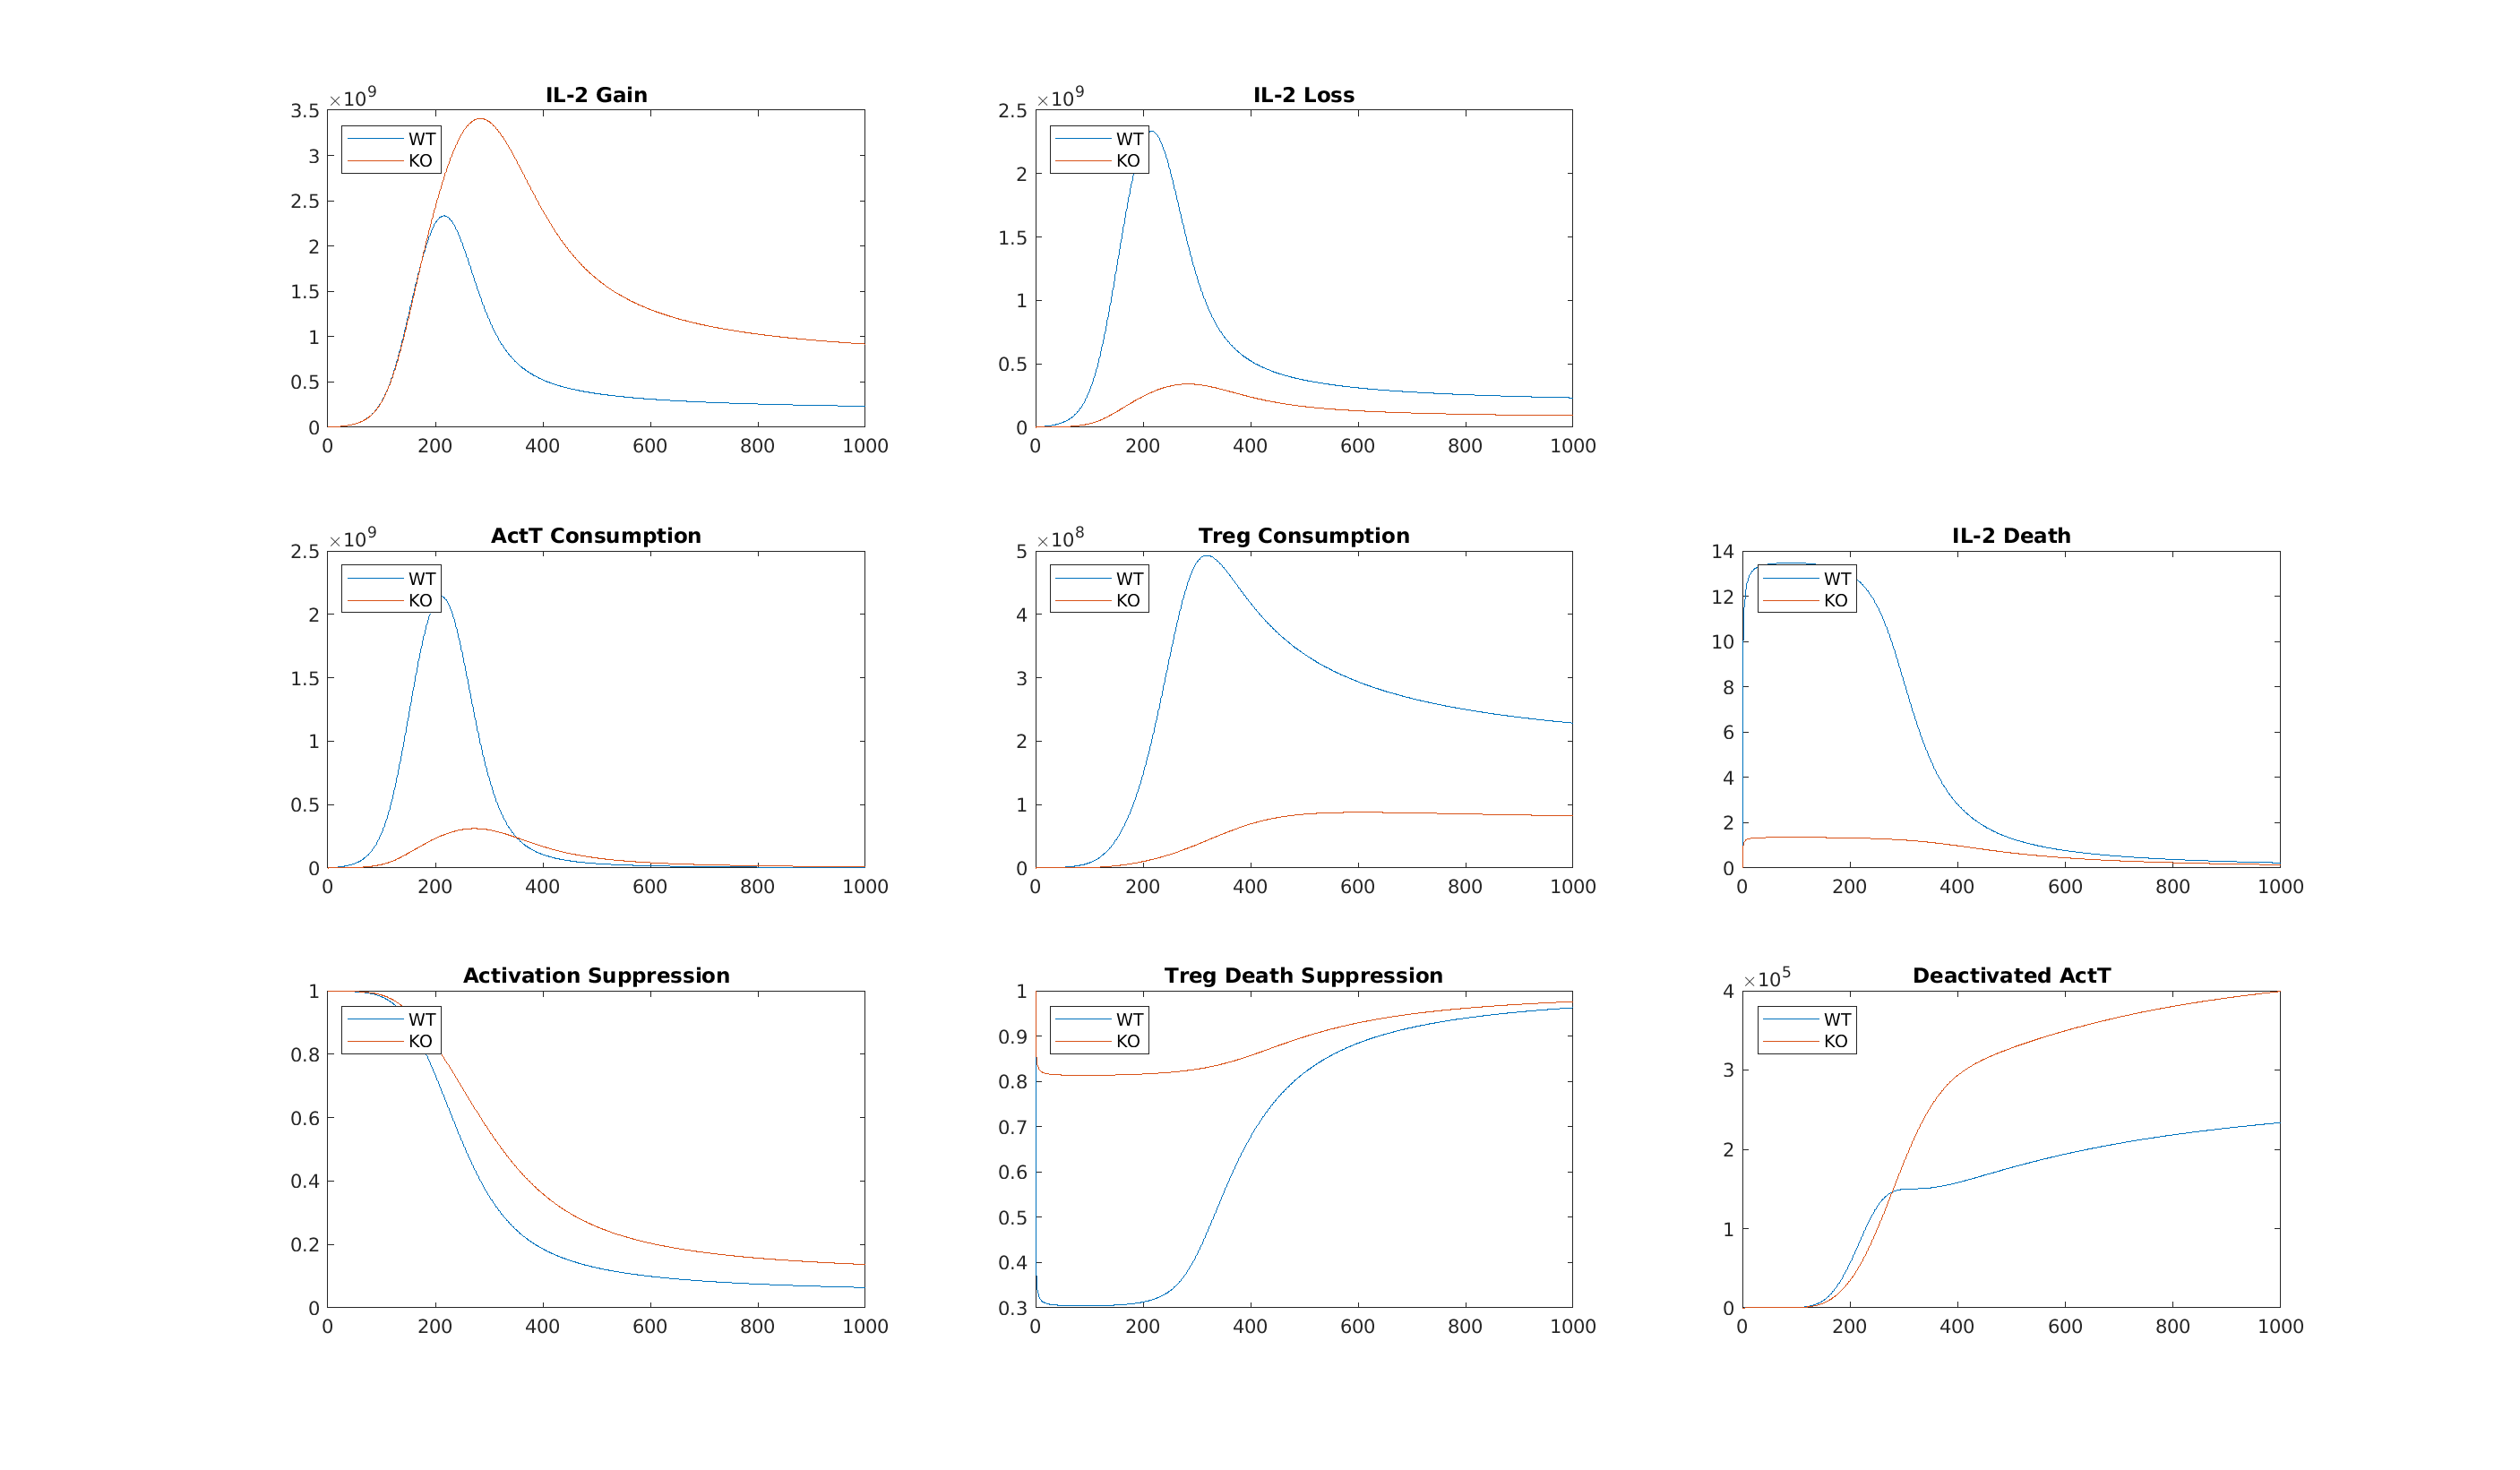 IL-2 Gain
×10^9
3.5
3
2.5
2
1.5
1
0.5
0
0 200 400 600 800 1000
WT
KO
IL-2 Loss
×10^9
2.5
2
1.5
1
0.5
0
0 200 400 600 800 1000
WT
KO
ActT Consumption
×10^9
2.5
2
1.5
1
0.5
0
0 200 400 600 800 1000
WT
KO
Treg Consumption
×10^8
5
4
3
2
1
0
0 200 400 600 800 1000
WT
KO
IL-2 Death
14
12
10
8
6
4
2
0
0 200 400 600 800 1000
WT
KO
Activation Suppression
1
0.8
0.6
0.4
0.2
0
0 200 400 600 800 1000
WT
KO
Treg Death Suppression
1
0.9
0.8
0.7
0.6
0.5
0.4
0.3
0 200 400 600 800 1000
WT
KO
Deactivated ActT
×10^5
4
3
2
1
0
0 200 400 600 800 1000
WT
KO